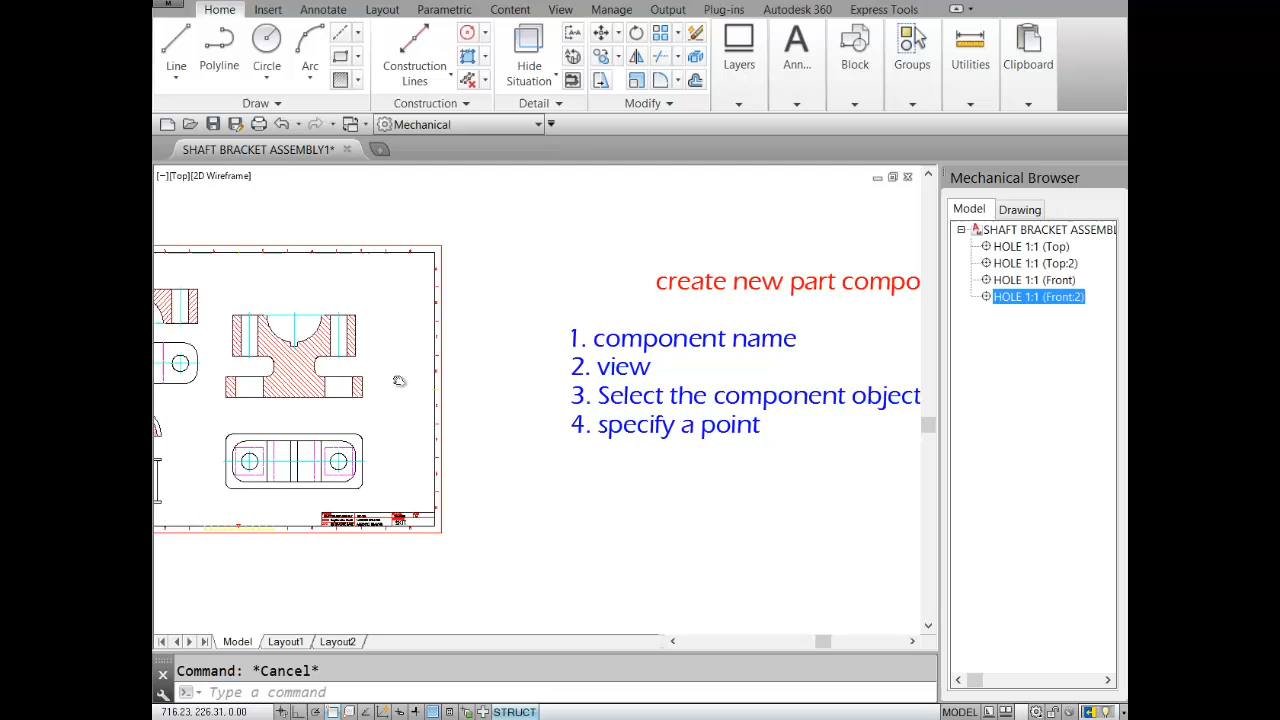 Home Insert Annotate Layout Parametric Content View Manage Output Plug-ins Autodesk 360 Express Tools
Line Polyline Circle Arc Construction Lines Hide Situation Layers Ann... Block Groups Utilities Clipboard
Draw Construction Detail Modify
Mechanical
SHAFT BRACKET ASSEMBLY1*
[−][Top][2D Wireframe]
Mechanical Browser
Model Drawing
SHAFT BRACKET ASSEMBL
HOLE 1:1 (Top)
HOLE 1:1 (Top:2)
HOLE 1:1 (Front)
HOLE 1:1 (Front:2)
create new part compo
1. component name
2. view
3. Select the component object
4. specify a point
Model Layout1 Layout2
Command: *Cancel*
Type a command
716.23, 226.31, 0.00 STRUCT MODEL